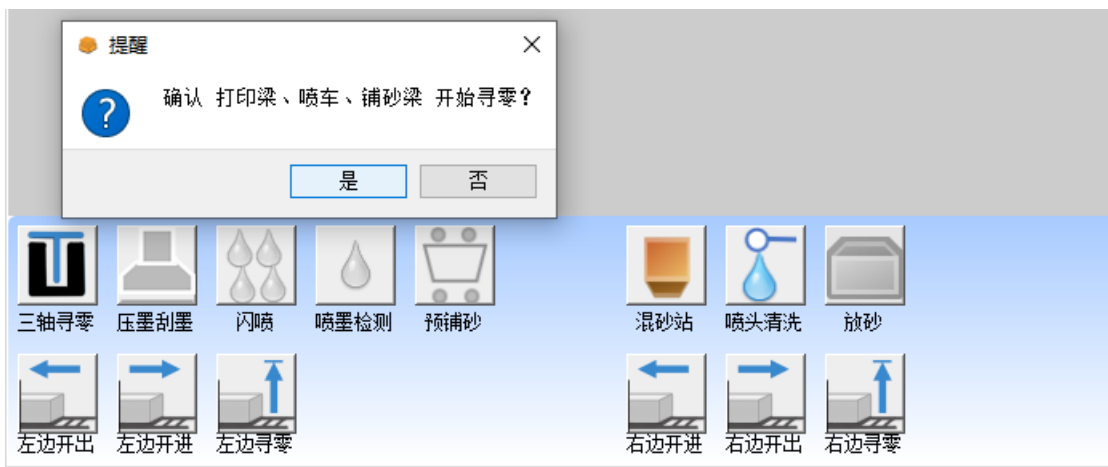 提醒
确认 打印梁、喷车、铺砂梁 开始寻零?
是
否
三轴寻零
压墨刮墨
闪喷
喷墨检测
预铺砂
混砂站
喷头清洗
放砂
左边开出
左边开进
左边寻零
右边开进
右边开出
右边寻零